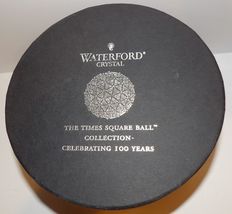 WATERFORD®
CRYSTAL
THE TIMES SQUARE BALL™
COLLECTION-
CELEBRATING 100 YEARS